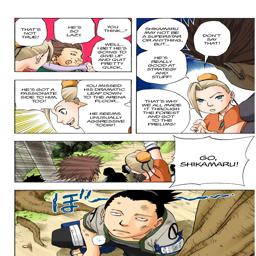 DON'T
SAY
THAT!
SHIKAMARU
MAY NOT BE
A SUPERSTAR
OR ANYTHING,
BUT...
HE'S
REALLY
GOOD AT
STRATEGY
AND
STUFF!
THAT'S WHY
WE ALL MADE
IT THROUGH
THE FOREST
AND GOT
TO THE
PRELIMS!
YOU
THINK...?
WELL,
I BET HE'S
GOING TO
GIVE UP
AND QUIT
PRETTY
QUICK.
HE'S
SO
LAZY!
THAT'S
NOT
TRUE!
YOU MISSED
HIS DRAMATIC
LEAP DOWN
TO THE ARENA
FLOOR...
HE SEEMS
UNUSUALLY
AGGRESSIVE
TODAY!
HE'S GOT A
PASSIONATE
SIDE TO
HIM, TOO!
GO,
SHIKAMARU!